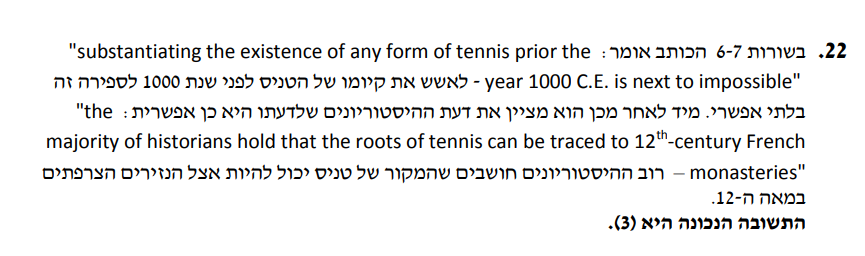 22. בשורות 6-7 הכותב אומר: "substantiating the existence of any form of tennis prior the
year 1000 C.E. is next to impossible" - לאשש את קיומו של הטניס לפני שנת 1000 לספירה זה
בלתי אפשרי. מיד לאחר מכן הוא מציין את דעת ההיסטוריונים שלדעתו היא כן אפשרית: "the
majority of historians hold that the roots of tennis can be traced to 12th-century French
monasteries" – רוב ההיסטוריונים חושבים שהמקור של טניס יכול להיות אצל הנזירים הצרפתים
במאה ה-12.
התשובה הנכונה היא (3).